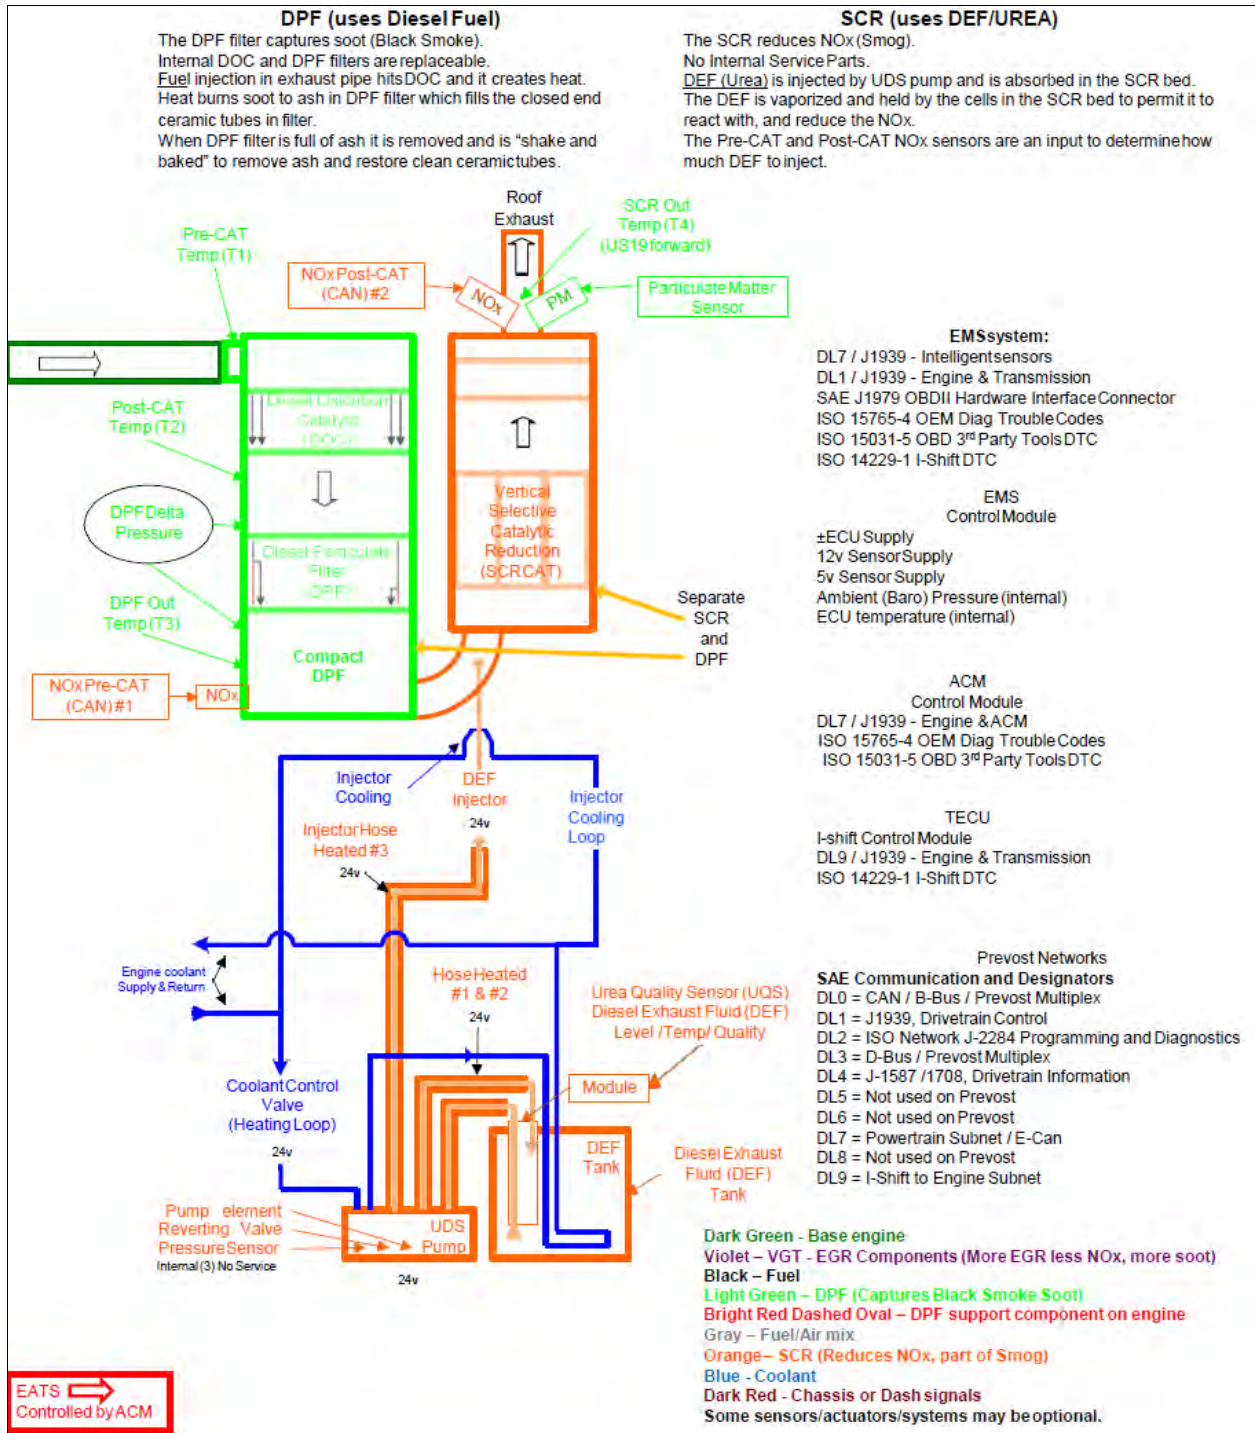 DPF (uses Diesel Fuel)
The DPF filter captures soot (Black Smoke).
Internal DOC and DPF filters are replaceable.
Fuel injection in exhaust pipe hits DOC and it creates heat.
Heat burns soot to ash in DPF filter which fills the closed end
ceramic tubes in filter.
When DPF filter is full of ash it is removed and is “shake and
baked” to remove ash and restore clean ceramic tubes.
SCR (uses DEF/UREA)
The SCR reduces NOx (Smog).
No Internal Service Parts.
DEF (Urea) is injected by UDS pump and is absorbed in the SCR bed.
The DEF is vaporized and held by the cells in the SCR bed to permit it to
react with, and reduce the NOx.
The Pre-CAT and Post-CAT NOx sensors are an input to determine how
much DEF to inject.
Roof
Exhaust
SCR Out
Temp (T4)
(US19 forward)
Pre-CAT
Temp (T1)
NOx Post-CAT
(CAN) #2
NOx
PM
Particulate Matter
Sensor
Diesel Oxidation
Catalytic
(DOC)
Post-CAT
Temp (T2)
DPF Delta
Pressure
Diesel Particulate
Filter
(DPF)
DPF Out
Temp (T3)
Compact
DPF
NOx Pre-CAT
(CAN) #1
NOx
Vertical
Selective
Catalytic
Reduction
(SCR CAT)
Separate
SCR
and
DPF
EMS system:
DL7 / J1939 - Intelligent sensors
DL1 / J1939 - Engine & Transmission
SAE J1979 OBDII Hardware Interface Connector
ISO 15765-4 OEM Diag Trouble Codes
ISO 15031-5 OBD 3rd Party Tools DTC
ISO 14229-1 I-Shift DTC
EMS
Control Module
±ECU Supply
12v Sensor Supply
5v Sensor Supply
Ambient (Baro) Pressure (internal)
ECU temperature (internal)
ACM
Control Module
DL7 / J1939 - Engine & ACM
ISO 15765-4 OEM Diag Trouble Codes
ISO 15031-5 OBD 3rd Party Tools DTC
TECU
I-shift Control Module
DL9 / J1939 - Engine & Transmission
ISO 14229-1 I-Shift DTC
Injector
Cooling
DEF
Injector
24v
Injector
Cooling
Loop
Injector Hose
Heated #3
24v
Engine coolant
Supply & Return
Hose Heated
#1 & #2
24v
Urea Quality Sensor (UQS)
Diesel Exhaust Fluid (DEF)
Level /Temp/ Quality
Module
Coolant Control
Valve
(Heating Loop)
24v
DEF
Tank
Diesel Exhaust
Fluid (DEF)
Tank
Pump element
Reverting Valve
Pressure Sensor
Internal (3) No Service
UDS
Pump
24v
Prevost Networks
SAE Communication and Designators
DL0 = CAN / B-Bus / Prevost Multiplex
DL1 = J1939, Drivetrain Control
DL2 = ISO Network J-2284 Programming and Diagnostics
DL3 = D-Bus / Prevost Multiplex
DL4 = J-1587 /1708, Drivetrain Information
DL5 = Not used on Prevost
DL6 = Not used on Prevost
DL7 = Powertrain Subnet / E-Can
DL8 = Not used on Prevost
DL9 = I-Shift to Engine Subnet
Dark Green - Base engine
Violet – VGT - EGR Components (More EGR less NOx, more soot)
Black – Fuel
Light Green – DPF (Captures Black Smoke Soot)
Bright Red Dashed Oval – DPF support component on engine
Gray – Fuel/Air mix
Orange– SCR (Reduces NOx, part of Smog)
Blue - Coolant
Dark Red - Chassis or Dash signals
Some sensors/actuators/systems may be optional.
EATS
Controlled by ACM